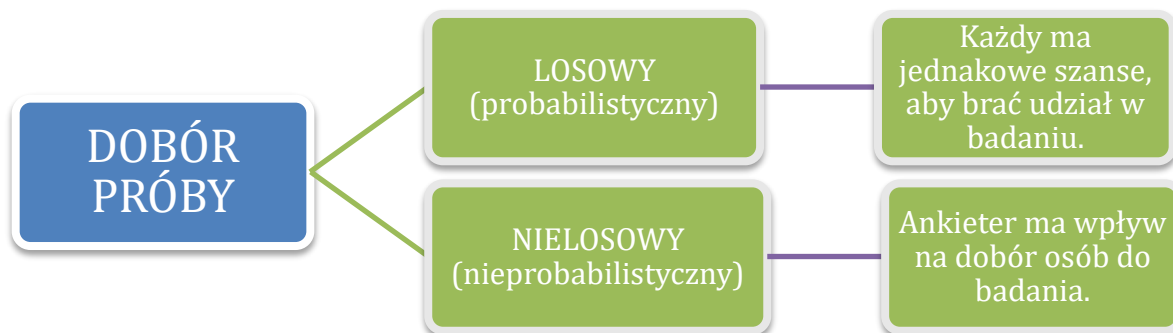 DOBÓR
PRÓBY
LOSOWY
(probabilistyczny)
Każdy ma
jednakowe szanse,
aby brać udział w
badaniu.
NIELOSOWY
(nieprobabilistyczny)
Ankieter ma wpływ
na dobór osób do
badania.